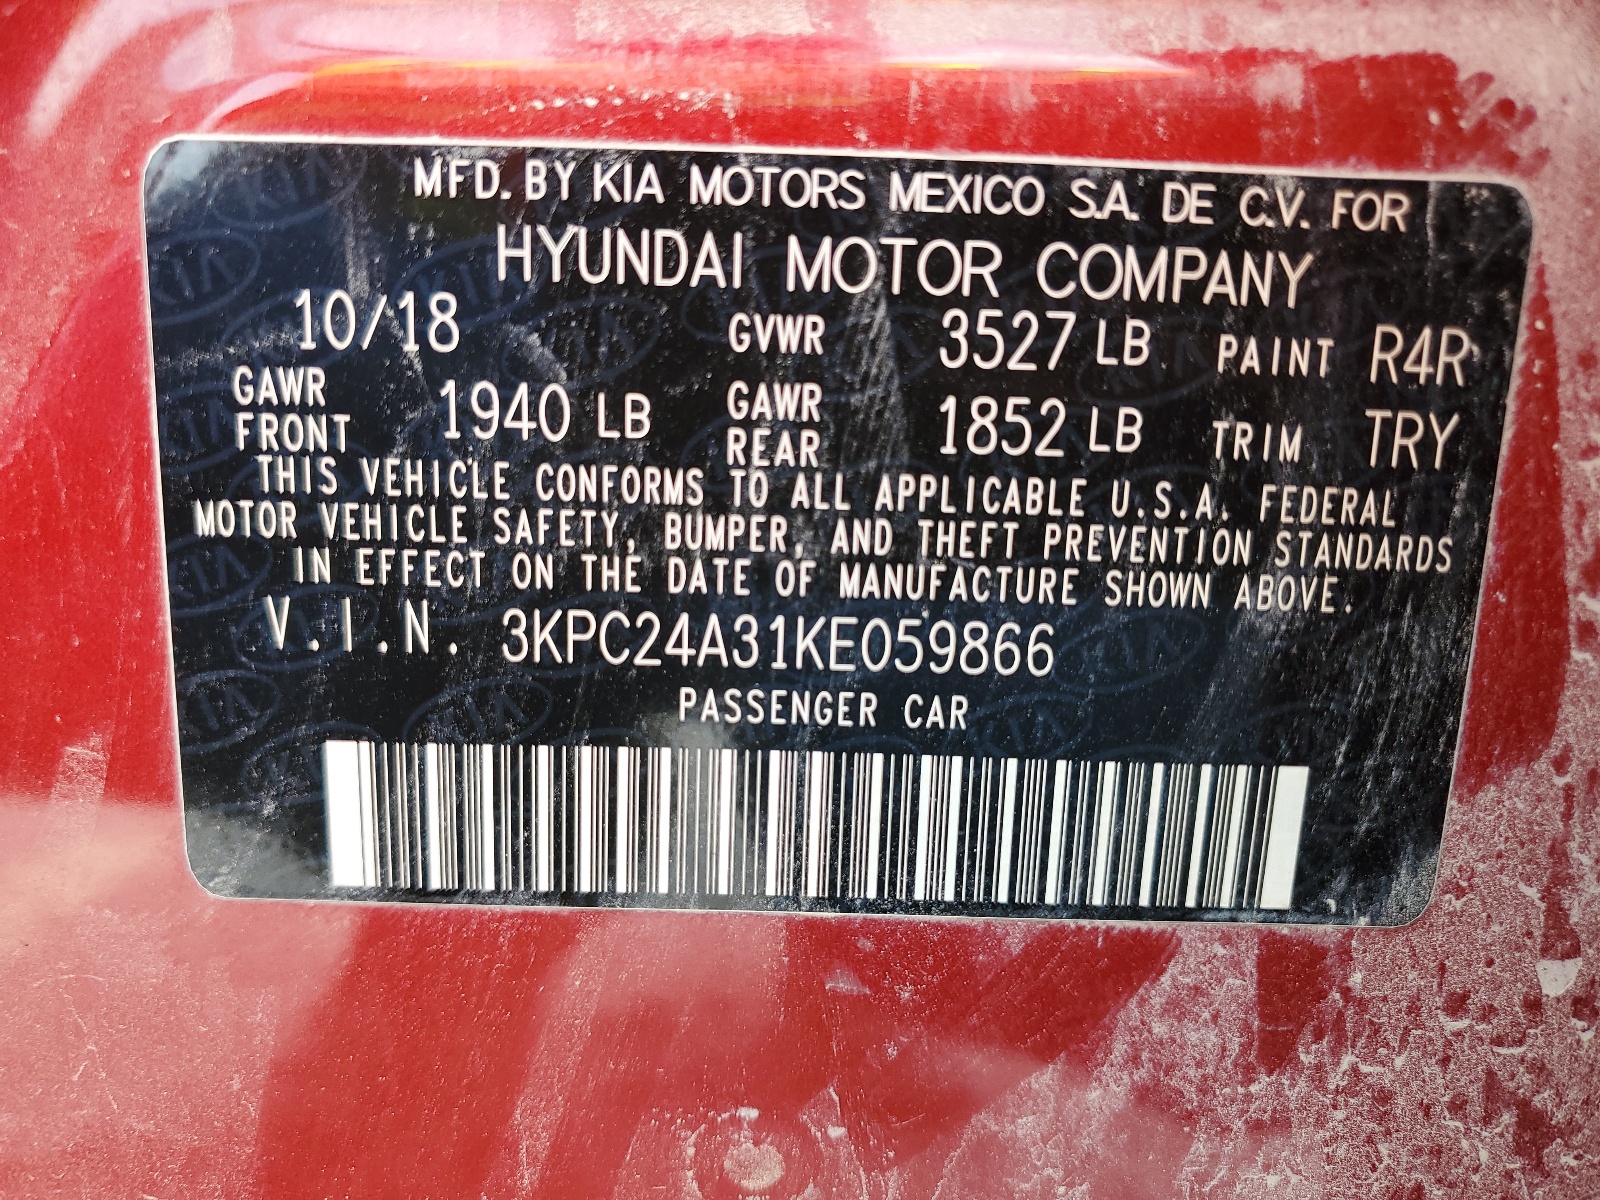 MFD. BY KIA MOTORS MEXICO S.A. DE C.V. FOR
HYUNDAI MOTOR COMPANY
10/18 GVWR 3527 LB PAINT R4R
GAWR FRONT 1940 LB GAWR REAR 1852 LB TRIM TRY
THIS VEHICLE CONFORMS TO ALL APPLICABLE U.S.A. FEDERAL
MOTOR VEHICLE SAFETY, BUMPER, AND THEFT PREVENTION STANDARDS
IN EFFECT ON THE DATE OF MANUFACTURE SHOWN ABOVE.
V.I.N. 3KPC24A31KE059866
PASSENGER CAR